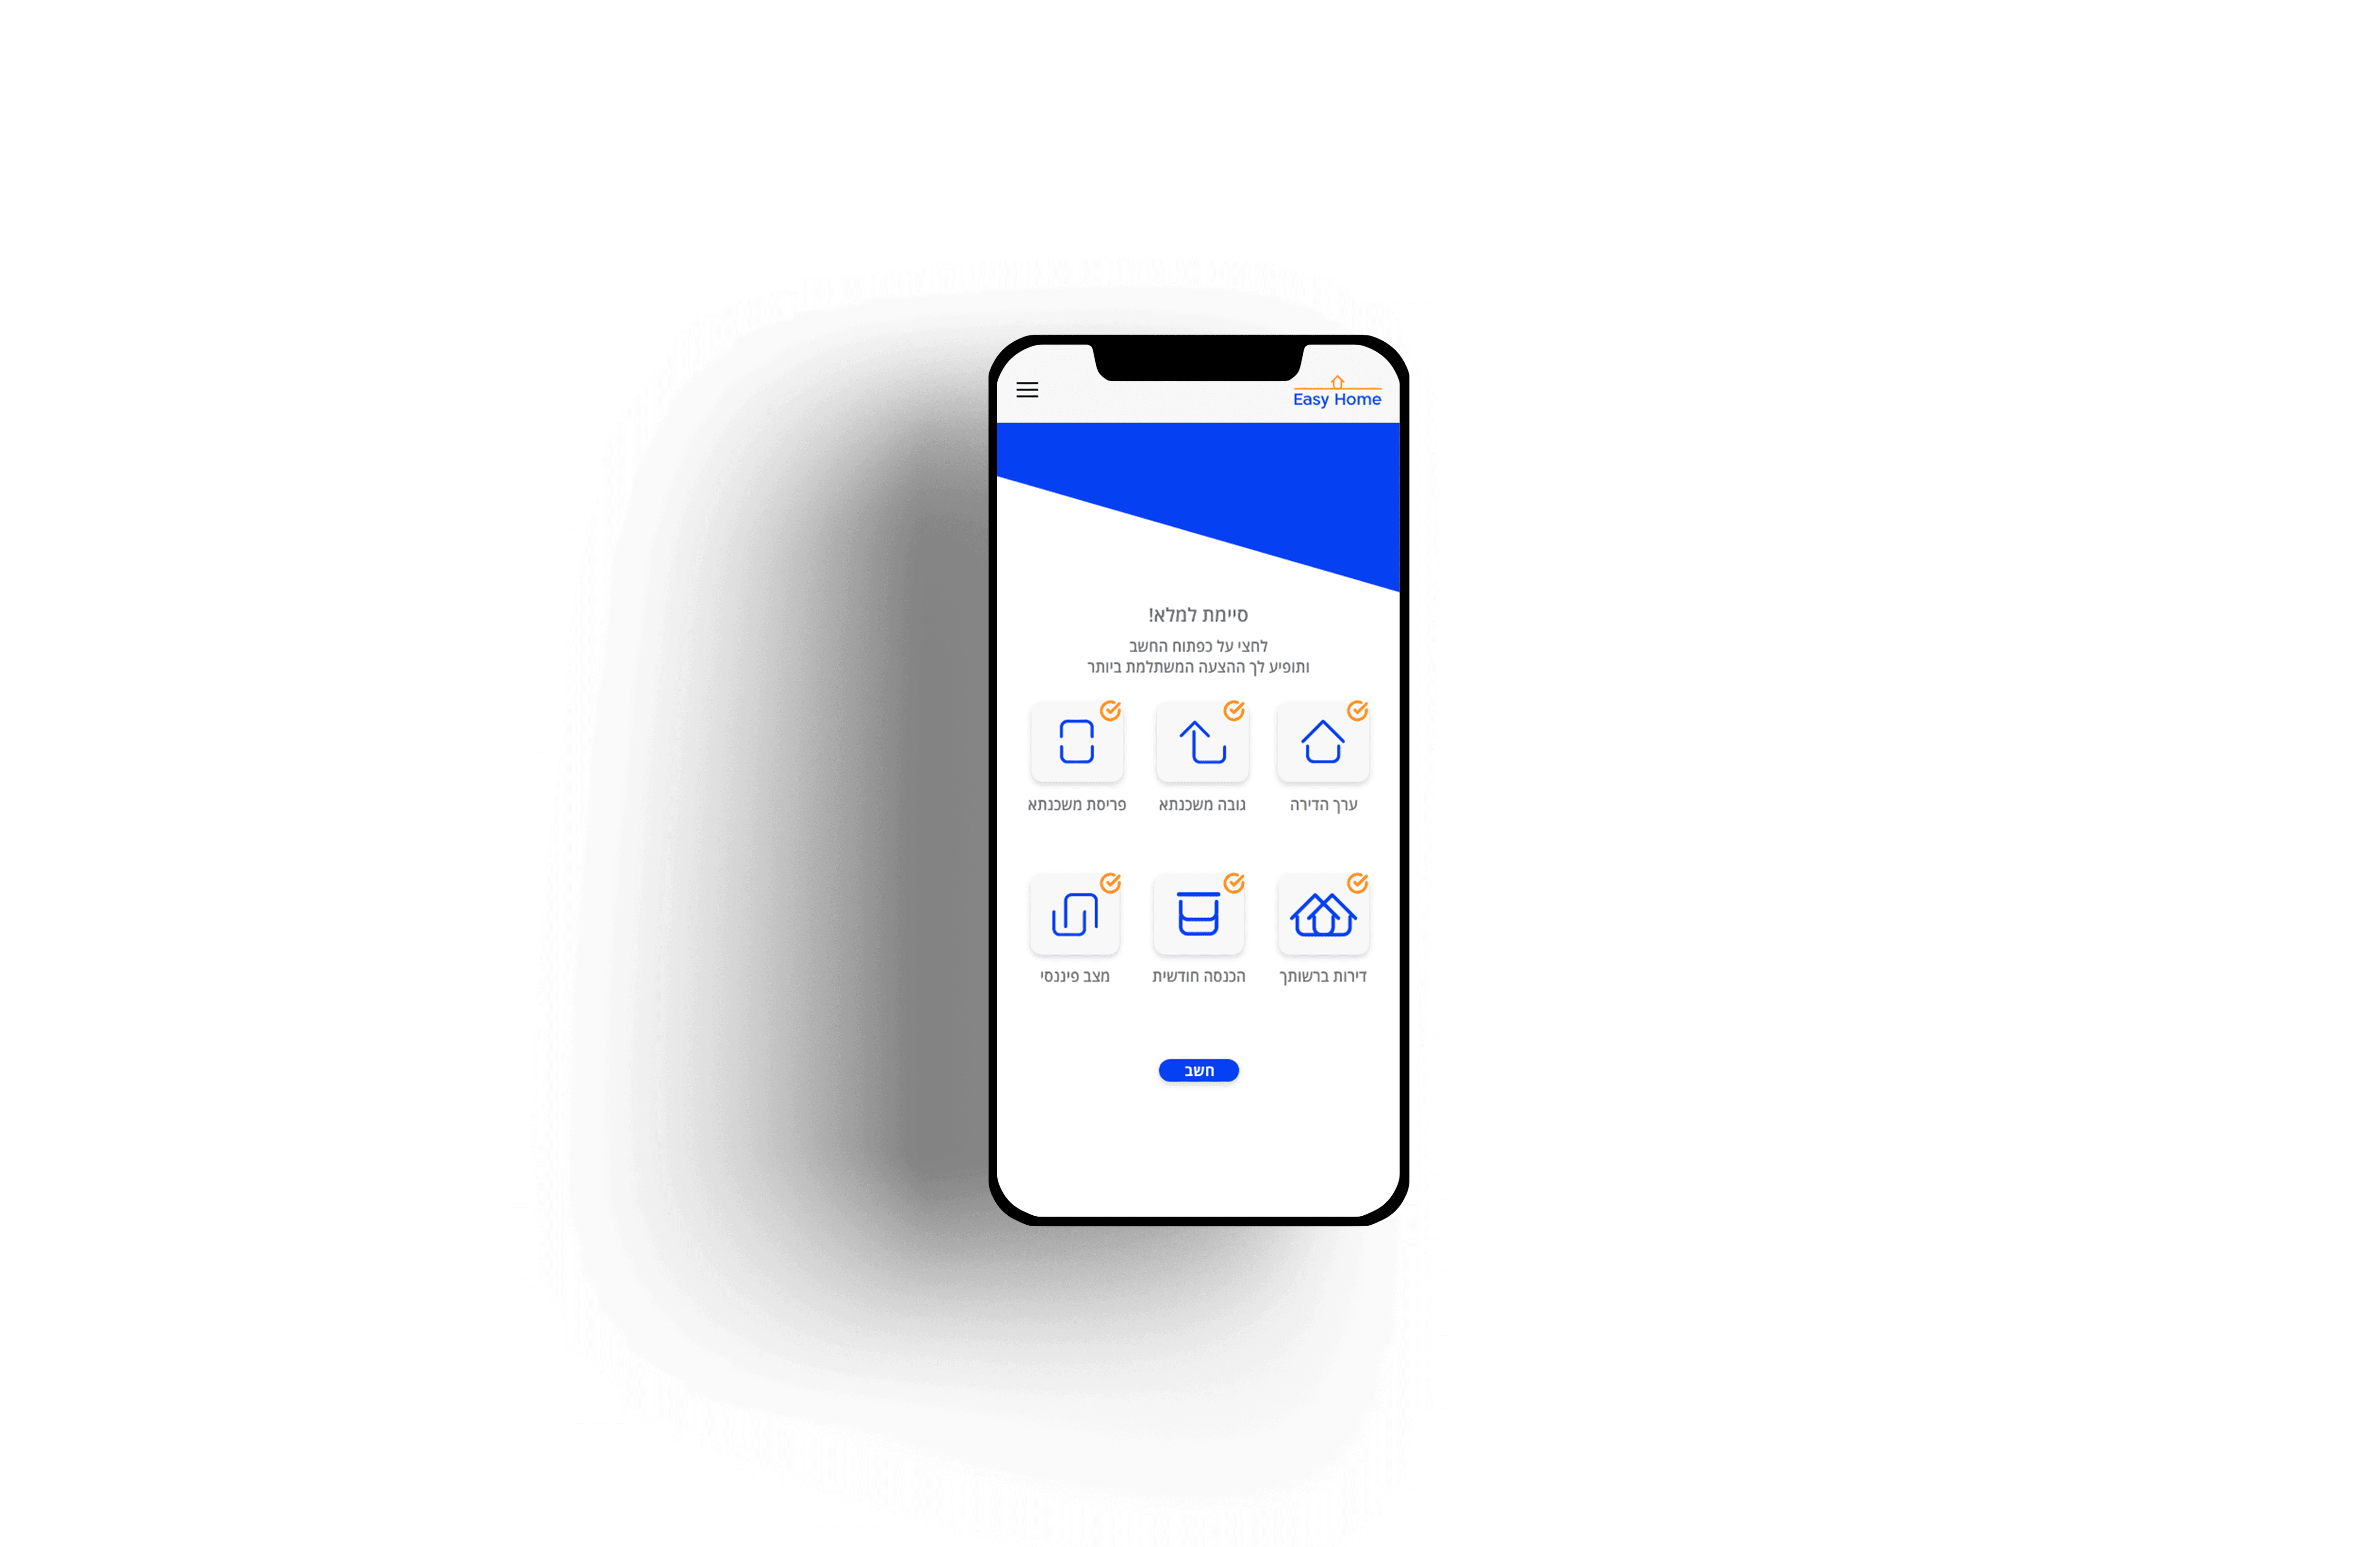 Easy Home
סיימת למלא!
לחצי על כפתוח החשב
ותופיע לך ההצעה המשתלמת ביותר
ערך הדירה
גובה משכנתא
פריסת משכנתא
דירות ברשותך
הכנסה חודשית
מצב פיננסי
חשב